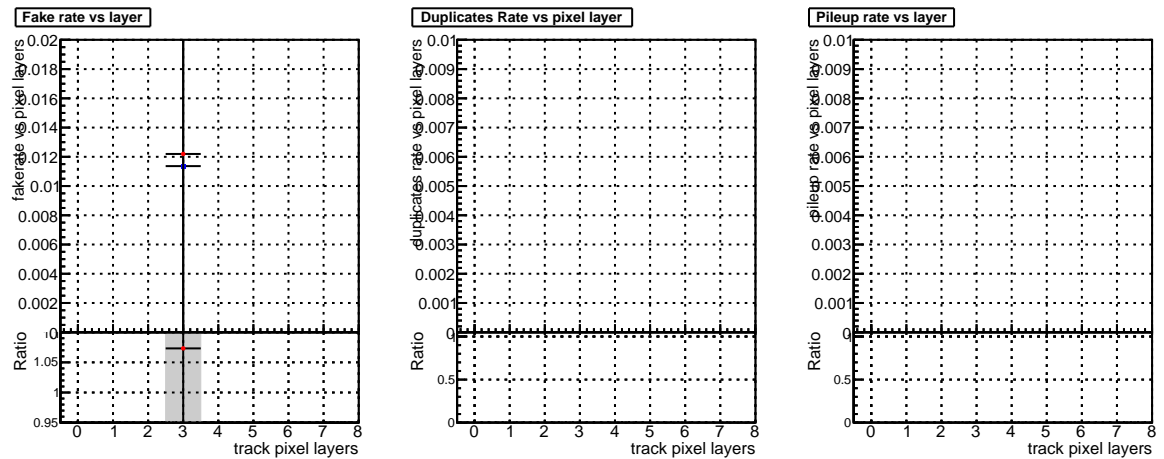 Fake rate vs layer
fakerate vs pixel layers
0.02
0.018
0.016
0.014
0.012
0.01
0.008
0.006
0.004
0.002
0
Ratio
1.05
1
0.95
0 1 2 3 4 5 6 7 8
track pixel layers
Duplicates Rate vs pixel layer
duplicates rate vs pixel layers
0.01
0.009
0.008
0.007
0.006
0.005
0.004
0.003
0.002
0.001
0
Ratio
1
0.5
0
0 1 2 3 4 5 6 7 8
track pixel layers
Pileup rate vs layer
pileup rate vs pixel layers
0.01
0.009
0.008
0.007
0.006
0.005
0.004
0.003
0.002
0.001
0
Ratio
1
0.5
0
0 1 2 3 4 5 6 7 8
track pixel layers